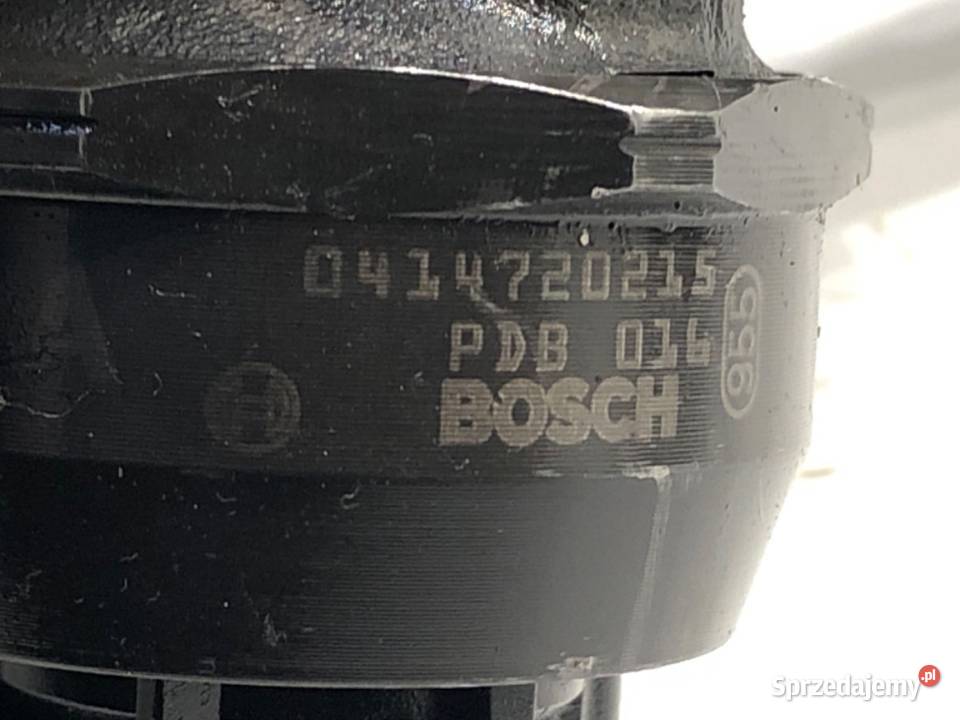 0414720215
PDB 016
955
BOSCH
Sprzedajemy.pl